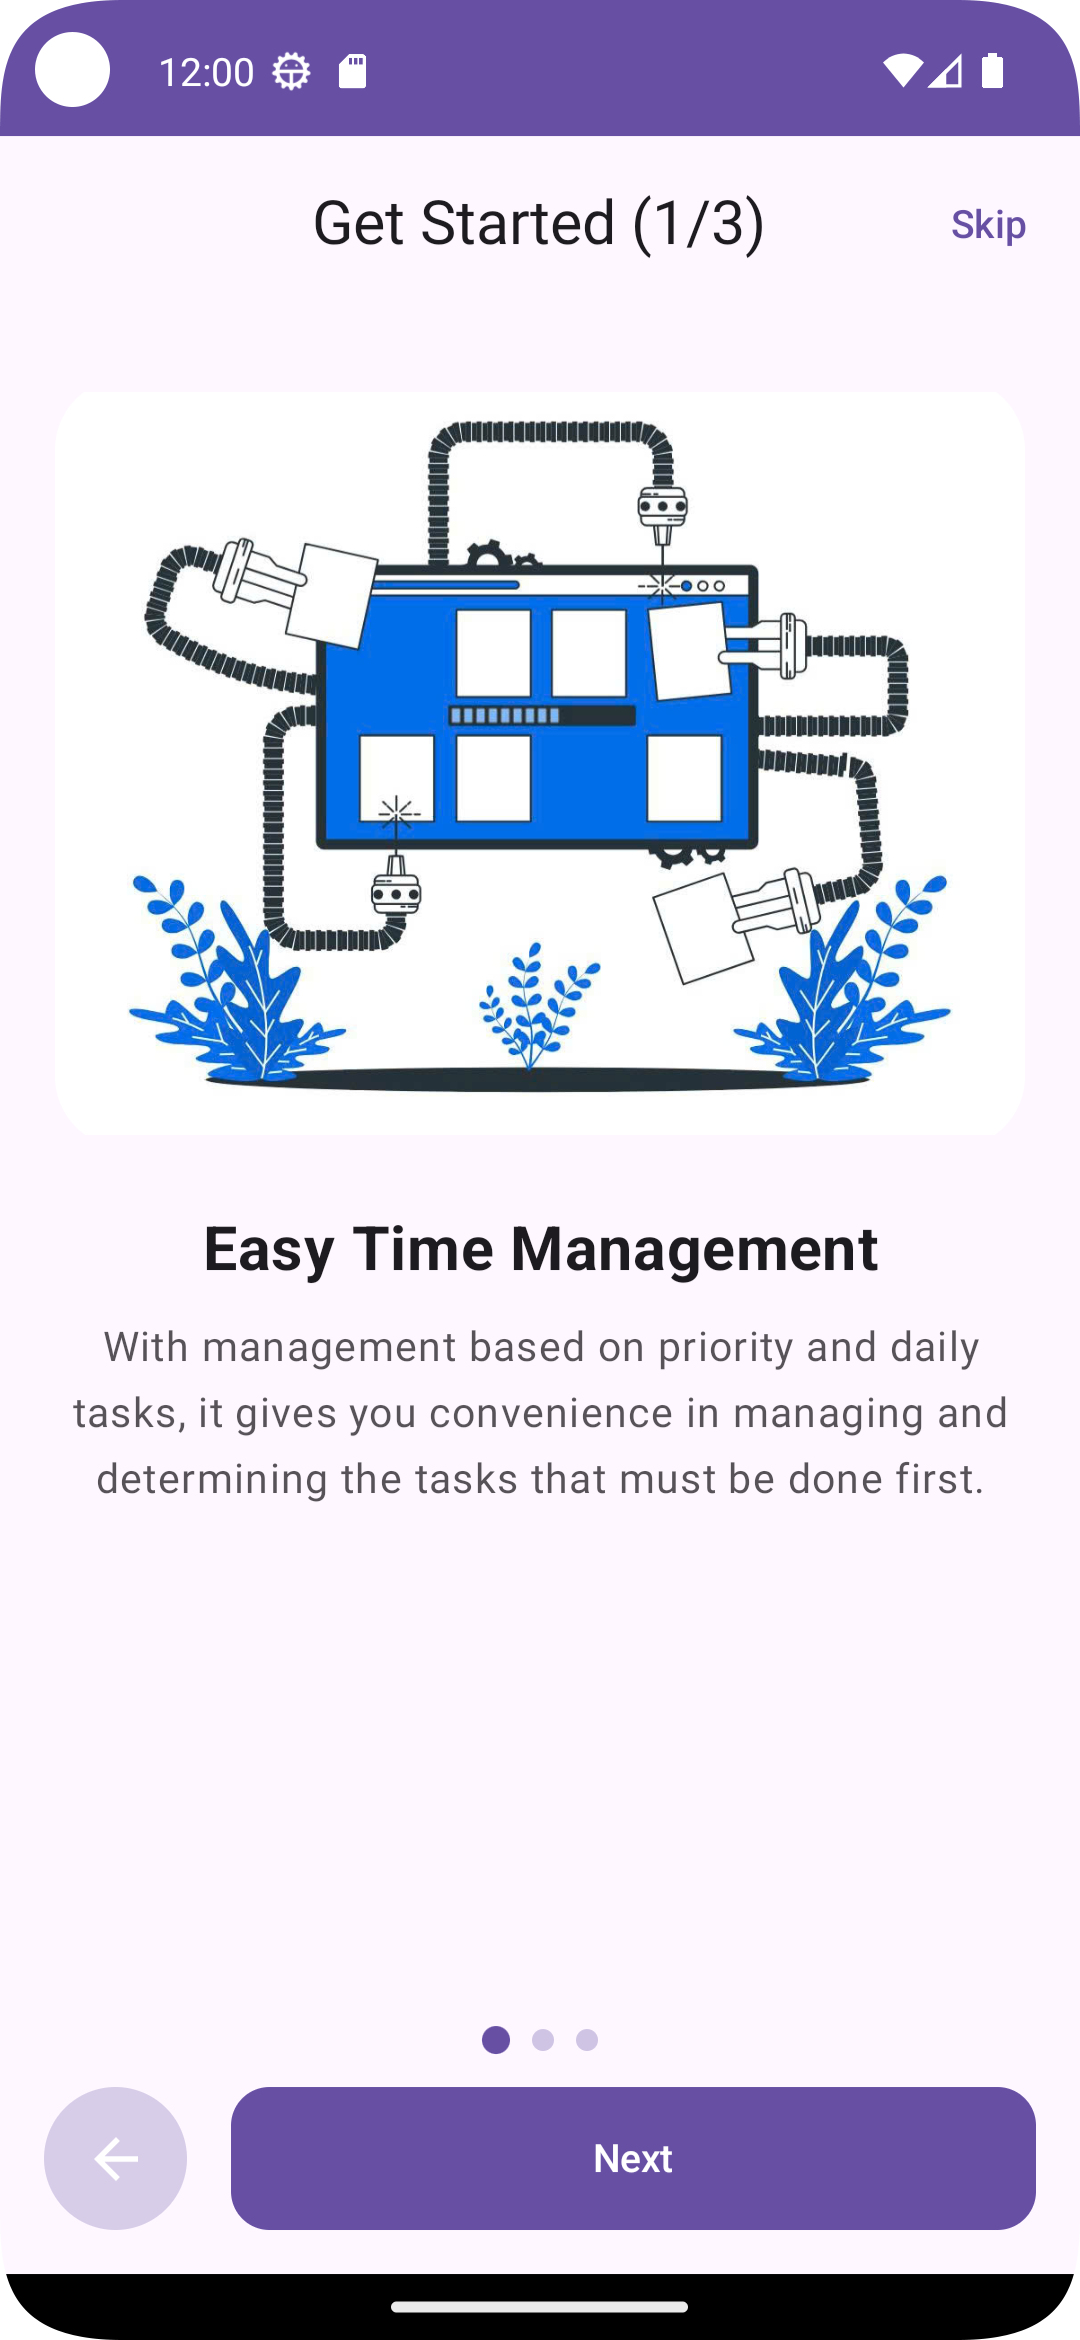 12:00
Get Started (1/3)
Skip
Easy Time Management
With management based on priority and daily
tasks, it gives you convenience in managing and
determining the tasks that must be done first.
Next